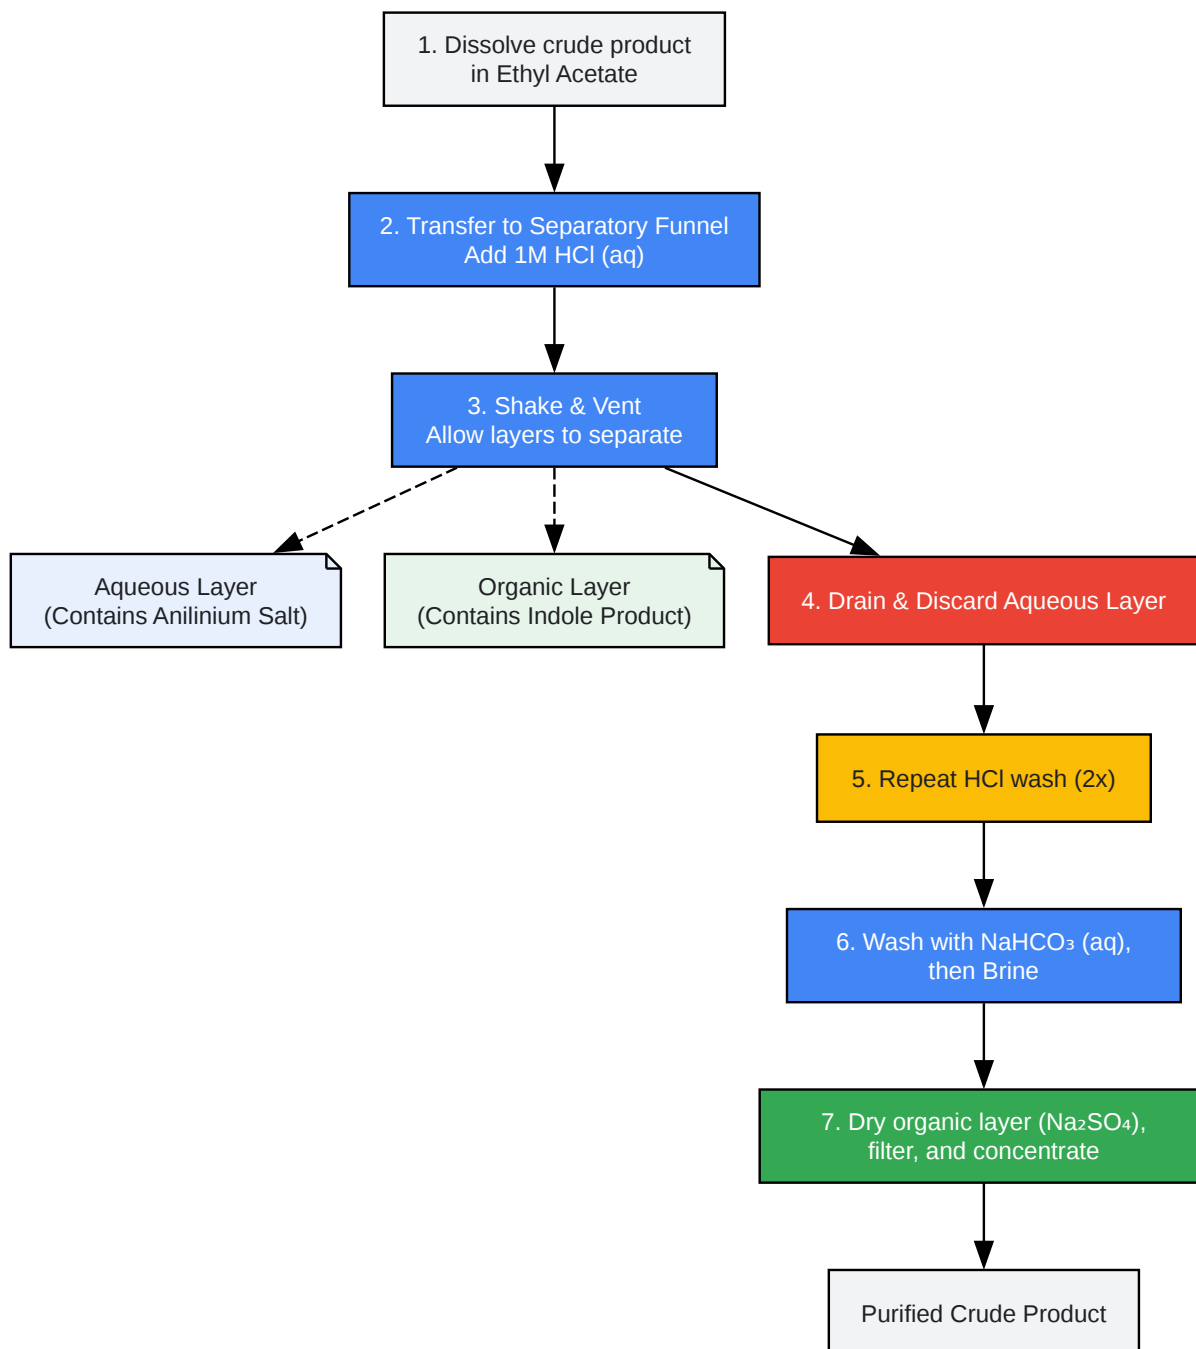 1. Dissolve crude product
in Ethyl Acetate
2. Transfer to Separatory Funnel
Add 1M HCl (aq)
3. Shake & Vent
Allow layers to separate
Aqueous Layer
(Contains Anilinium Salt)
Organic Layer
(Contains Indole Product)
4. Drain & Discard Aqueous Layer
5. Repeat HCl wash (2x)
6. Wash with NaHCO₃ (aq),
then Brine
7. Dry organic layer (Na₂SO₄),
filter, and concentrate
Purified Crude Product